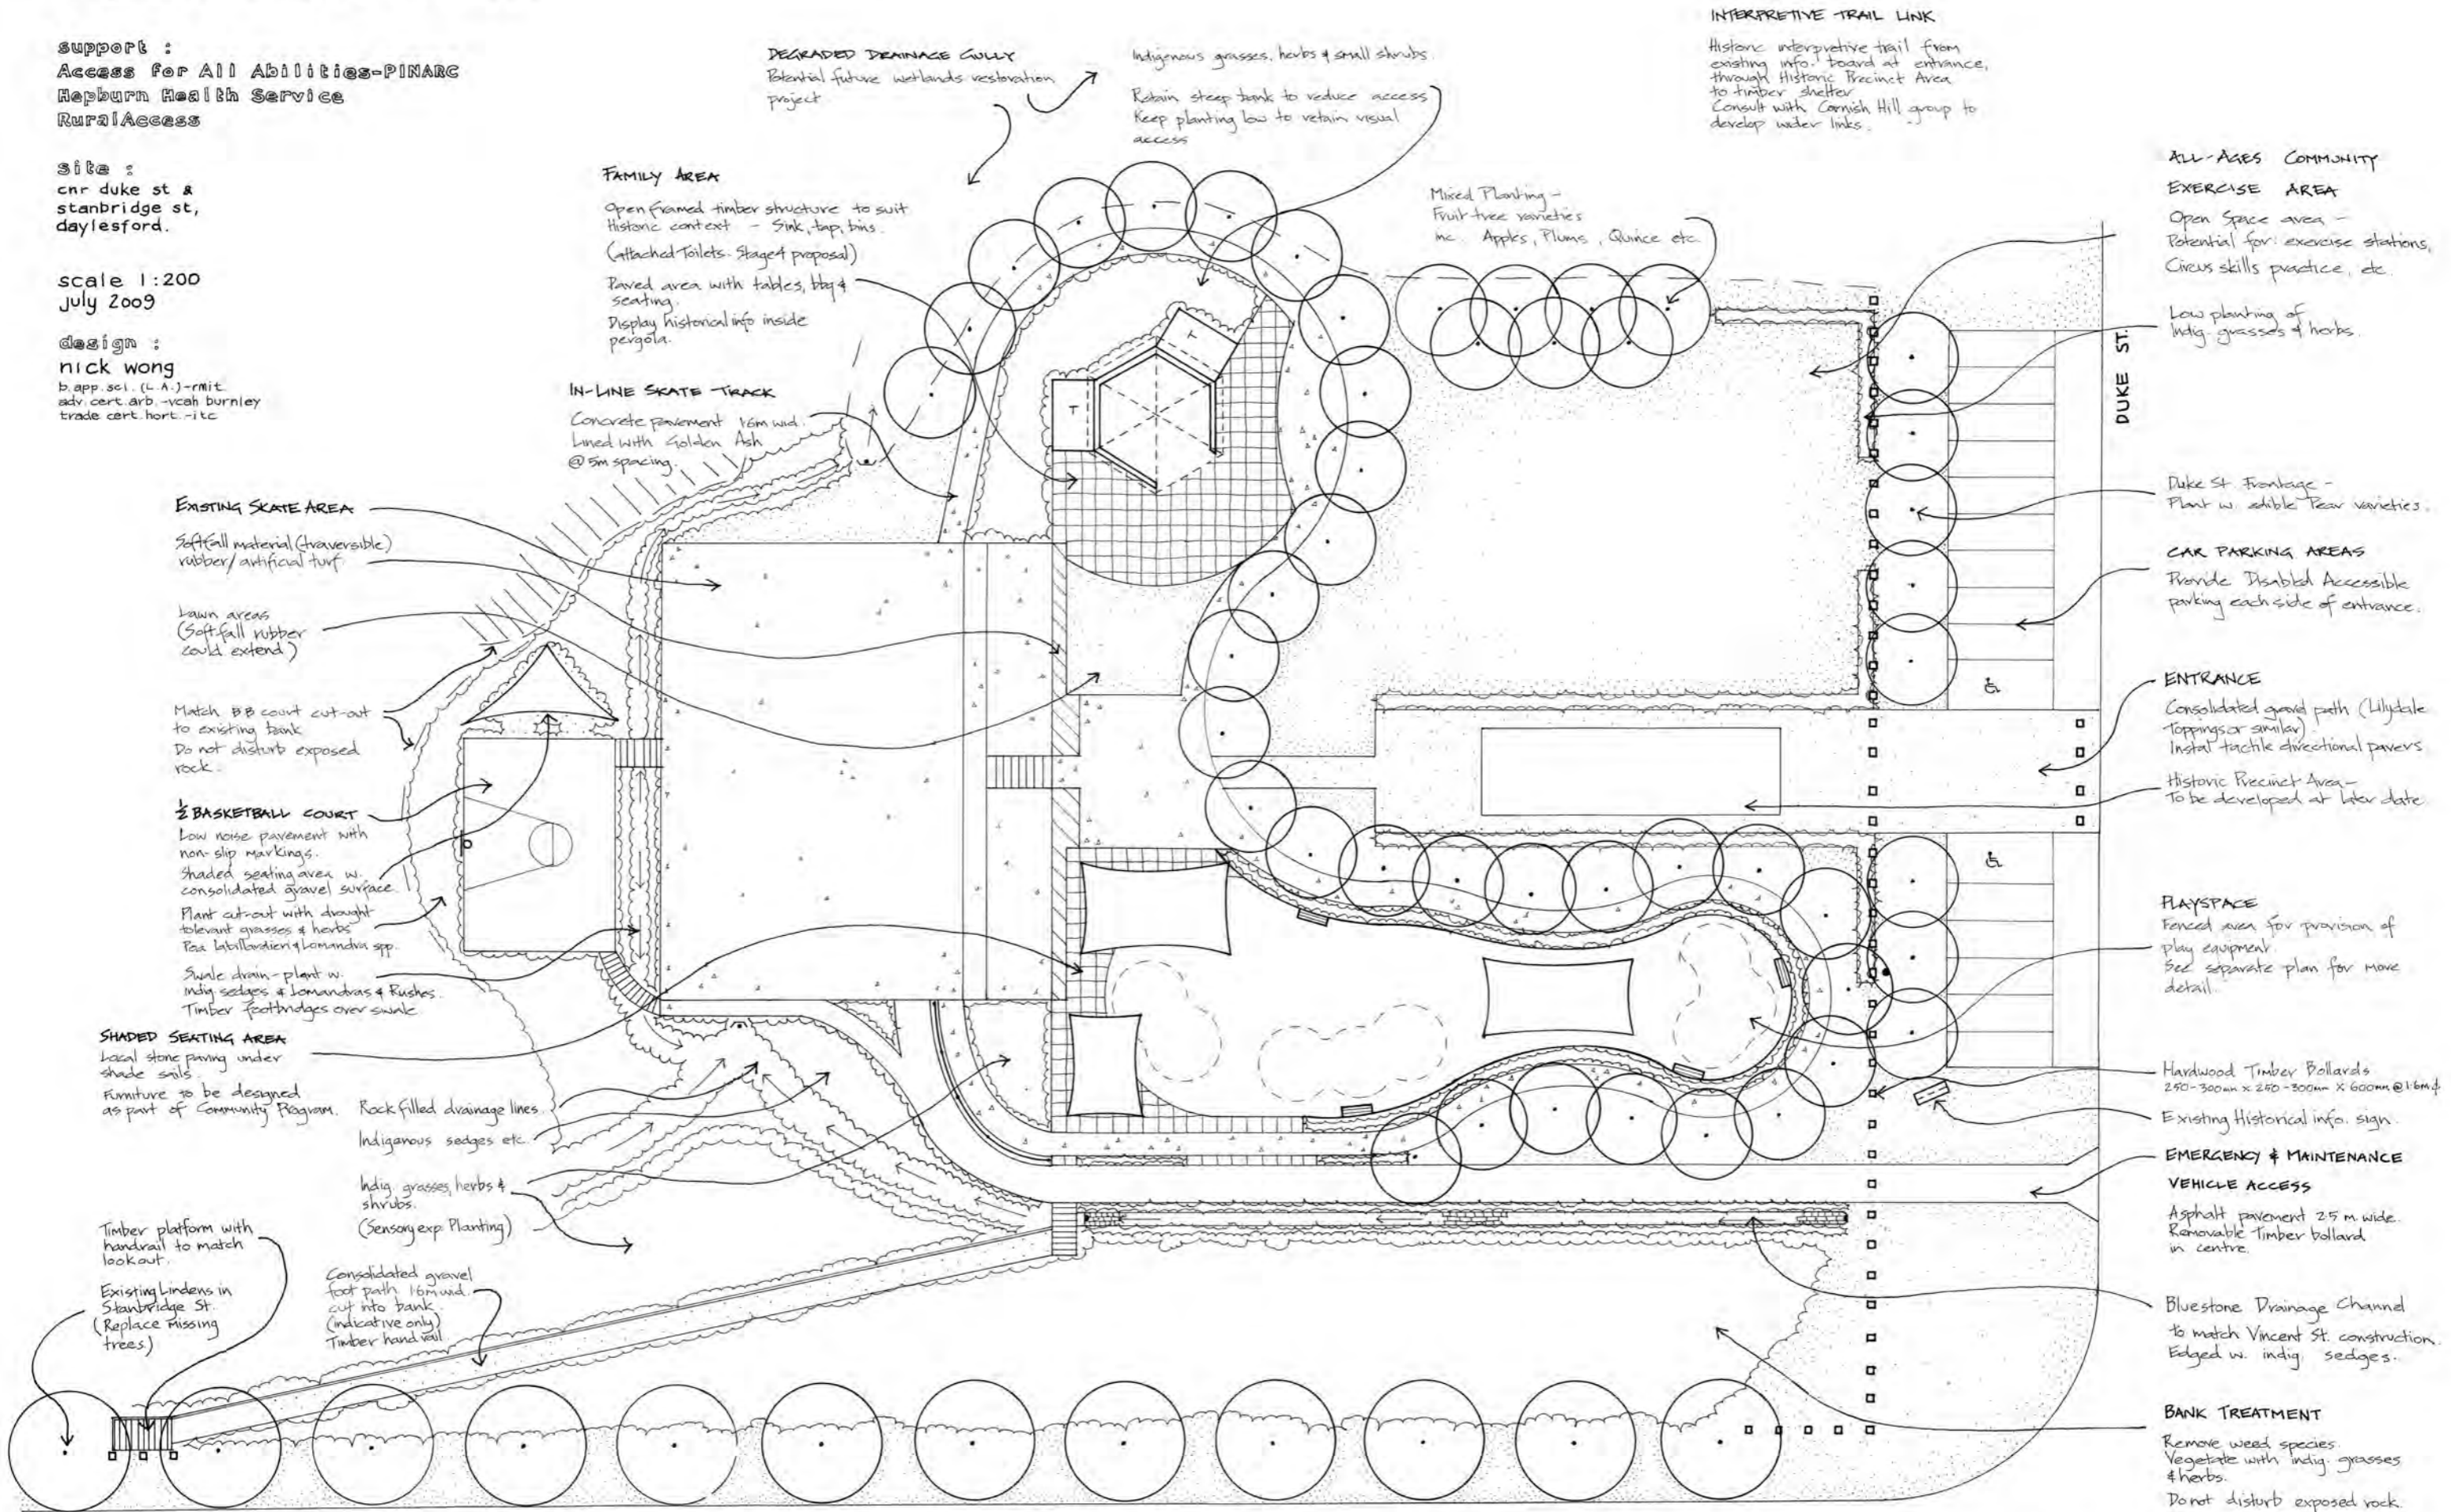 support :
Access for All Abilities-PINARC
Hepburn Health Service
RuralAccess
site :
cnr duke st &
stanbridge st,
daylesford.
scale 1:200
july 2009
design :
nick wong
b.app.sci.(L.A.)-rmit
adv.cert.arb.-vcah burnley
trade cert.hort.-itc
DEGRADED DRAINAGE GULLY
Potential future wetlands restoration
project
Indigenous grasses, herbs & small shrubs.
Retain steep bank to reduce access
Keep planting low to retain visual
access
INTERPRETIVE TRAIL LINK
Historic interpretive trail from
existing info. board at entrance,
through Historic Precinct Area
to timber shelter
Consult with Cornish Hill group to
develop wider links.
FAMILY AREA
Open framed timber structure to suit
Historic context - Sink, tap, bins.
(attached Toilets. Stage 4 proposal)
Paved area with tables, bbq &
seating.
Display historical info inside
pergola.
IN-LINE SKATE TRACK
Concrete pavement 1.6m wid.
Lined with Golden Ash
@ 5m spacing.
Mixed Planting -
Fruit tree varieties
inc. Apples, Plums, Quince etc
T
T
ALL-AGES COMMUNITY
EXERCISE AREA
Open Space area -
Potential for: exercise stations,
Circus skills practice, etc.
Low planting of
Indig. grasses & herbs.
DUKE ST.
Duke St. Frontage -
Plant w. edible Pear varieties.
CAR PARKING AREAS
Provide Disabled Accessible
parking each side of entrance.
ENTRANCE
Consolidated gravel path (Lilydale
Toppings or similar)
Instal tactile directional pavers
Historic Precinct Area -
To be developed at later date
PLAYSPACE
Fenced area for provision of
play equipment.
See separate plan for more
detail.
Hardwood Timber Bollards
250-300mm x 250-300mm x 600mm @ 1.6m
Existing Historical info. sign.
EMERGENCY & MAINTENANCE
VEHICLE ACCESS
Asphalt pavement 2.5 m. wide.
Removable Timber bollard
in centre.
Bluestone Drainage Channel
to match Vincent St. construction.
Edged w. indig. sedges.
BANK TREATMENT
Remove weed species.
Vegetate with indig. grasses
& herbs.
Do not disturb exposed rock.
EXISTING SKATE AREA
Softfall material (traversible)
rubber/artificial turf
Lawn areas
(Softfall rubber
could extend)
Match BB court cut-out
to existing bank
Do not disturb exposed
rock.
½ BASKETBALL COURT
Low noise pavement with
non-slip markings.
Shaded seating area w.
consolidated gravel surface.
Plant cut-out with drought
tolerant grasses & herbs
Poa labillardieri & Lomandra spp.
Swale drain - plant w.
indig. sedges & Lomandras & Rushes.
Timber footbridges over swale
SHADED SEATING AREA
Local stone paving under
shade sails.
Furniture to be designed
as part of Community Program.
Rock filled drainage lines.
Indiganous sedges etc.
Indig. grasses, herbs &
shrubs.
(Sensory exp. Planting)
Timber platform with
handrail to match
lookout.
Existing Lindens in
Stanbridge St.
(Replace missing
trees)
Consolidated gravel
foot path 1.6m wid.
cut into bank.
(indicative only)
Timber hand rail